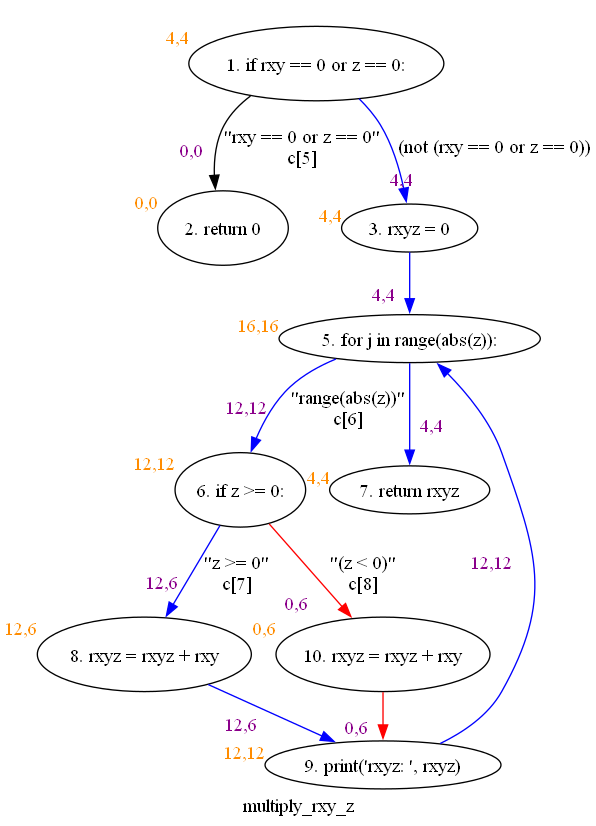 4,4
1. if rxy == 0 or z == 0:
"rxy == 0 or z == 0"
c[5]
(not (rxy == 0 or z == 0))
0,0
4,4
0,0
2. return 0
4,4
3. rxyz = 0
4,4
16,16
5. for j in range(abs(z)):
"range(abs(z))"
c[6]
12,12
4,4
12,12
6. if z >= 0:
4,4
7. return rxyz
"z >= 0"
c[7]
"(z < 0)"
c[8]
12,12
12,6
0,6
12,6
8. rxyz = rxyz + rxy
0,6
10. rxyz = rxyz + rxy
12,6
0,6
12,12
9. print('rxyz: ', rxyz)
multiply_rxy_z